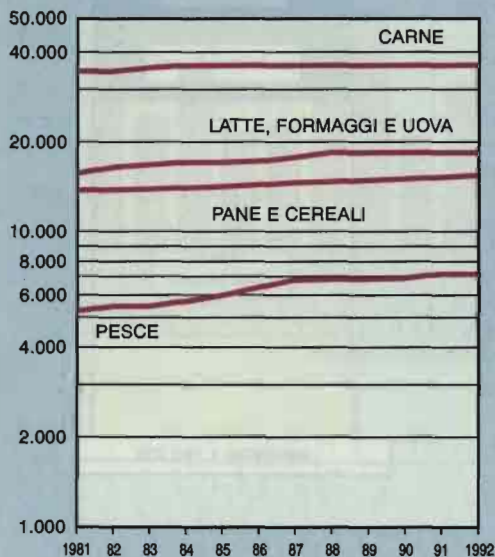 50.000
40.000
CARNE
20.000
LATTE, FORMAGGI E UOVA
PANE E CEREALI
10.000
8.000
6.000
PESCE
4.000
2.000
1.000
1981 82 83 84 85 86 87 88 89 90 91 1992